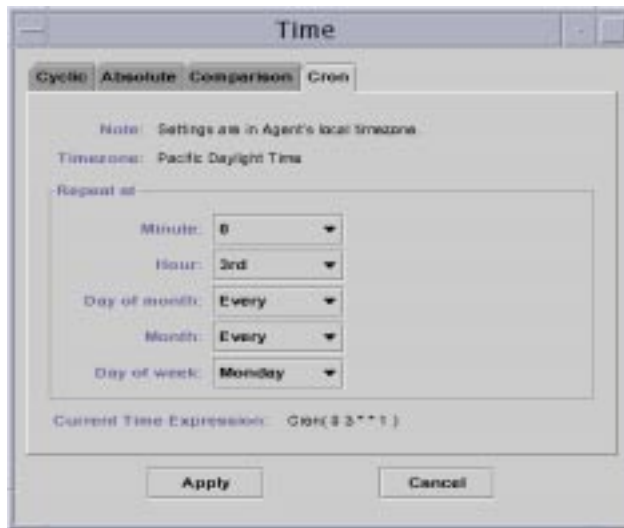 Time
Cyclic Absolute Comparison Cron
Note: Settings are in Agent's local timezone.
Timezone: Pacific Daylight Time
Repeat at
Minute: 0
Hour: 3rd
Day of month: Every
Month: Every
Day of week: Monday
Current Time Expression: Cron( 0 3 * * 1 )
Apply Cancel